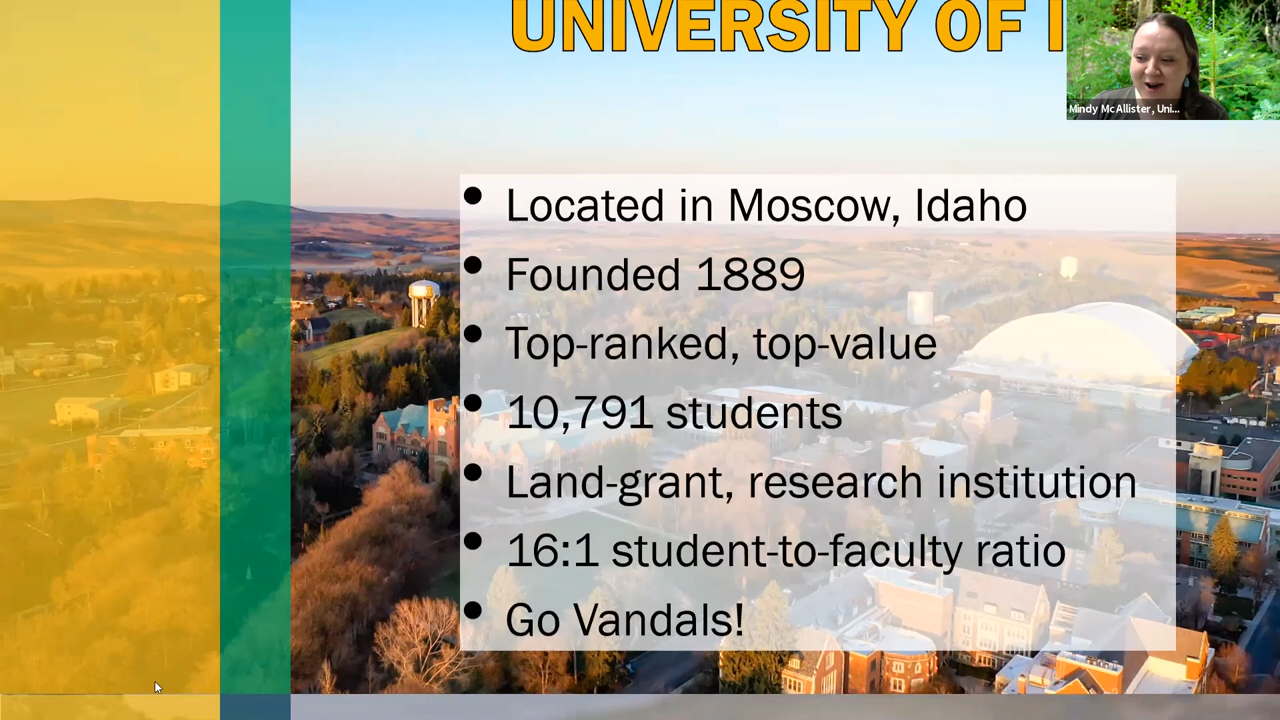 UNIVERSITY OF I
Mindy McAllister, Uni...
• Located in Moscow, Idaho
• Founded 1889
• Top-ranked, top-value
• 10,791 students
• Land-grant, research institution
• 16:1 student-to-faculty ratio
• Go Vandals!